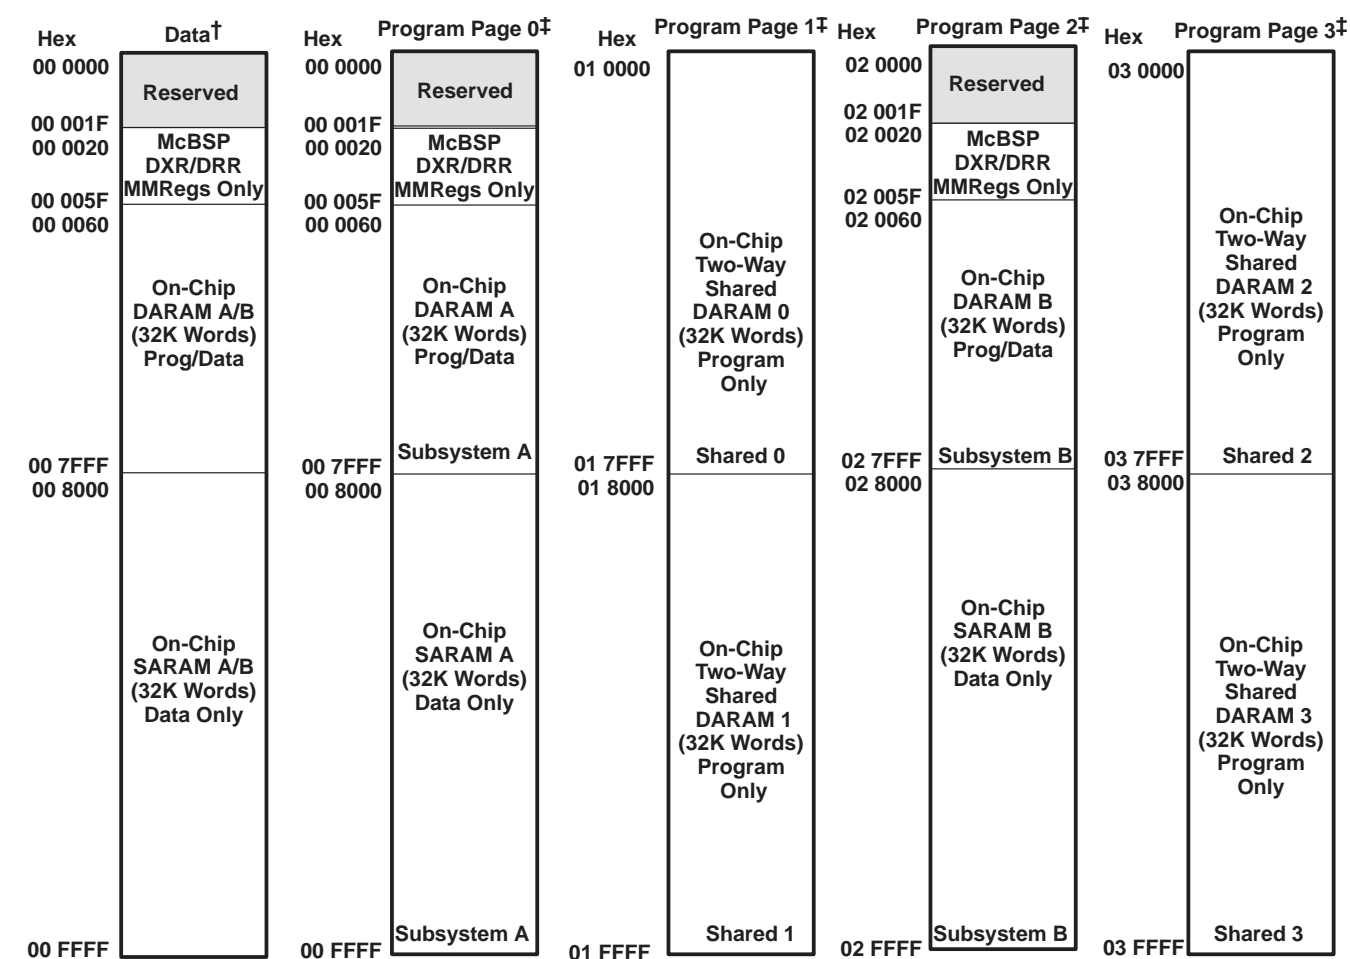 Hex
Data†
00 0000
Reserved
00 001F
00 0020
McBSP
DXR/DRR
MMRegs Only
00 005F
00 0060
On-Chip
DARAM A/B
(32K Words)
Prog/Data
00 7FFF
00 8000
On-Chip
SARAM A/B
(32K Words)
Data Only
00 FFFF
Hex
Program Page 0‡
00 0000
Reserved
00 001F
00 0020
McBSP
DXR/DRR
MMRegs Only
00 005F
00 0060
On-Chip
DARAM A
(32K Words)
Prog/Data
Subsystem A
00 7FFF
00 8000
On-Chip
SARAM A
(32K Words)
Data Only
Subsystem A
00 FFFF
Hex
Program Page 1‡
01 0000
On-Chip
Two-Way
Shared
DARAM 0
(32K Words)
Program
Only
Shared 0
01 7FFF
01 8000
On-Chip
Two-Way
Shared
DARAM 1
(32K Words)
Program
Only
Shared 1
01 FFFF
Hex
Program Page 2‡
02 0000
Reserved
02 001F
02 0020
McBSP
DXR/DRR
MMRegs Only
02 005F
02 0060
On-Chip
DARAM B
(32K Words)
Prog/Data
Subsystem B
02 7FFF
02 8000
On-Chip
SARAM B
(32K Words)
Data Only
Subsystem B
02 FFFF
Hex
Program Page 3‡
03 0000
On-Chip
Two-Way
Shared
DARAM 2
(32K Words)
Program
Only
Shared 2
03 7FFF
03 8000
On-Chip
Two-Way
Shared
DARAM 3
(32K Words)
Program
Only
Shared 3
03 FFFF